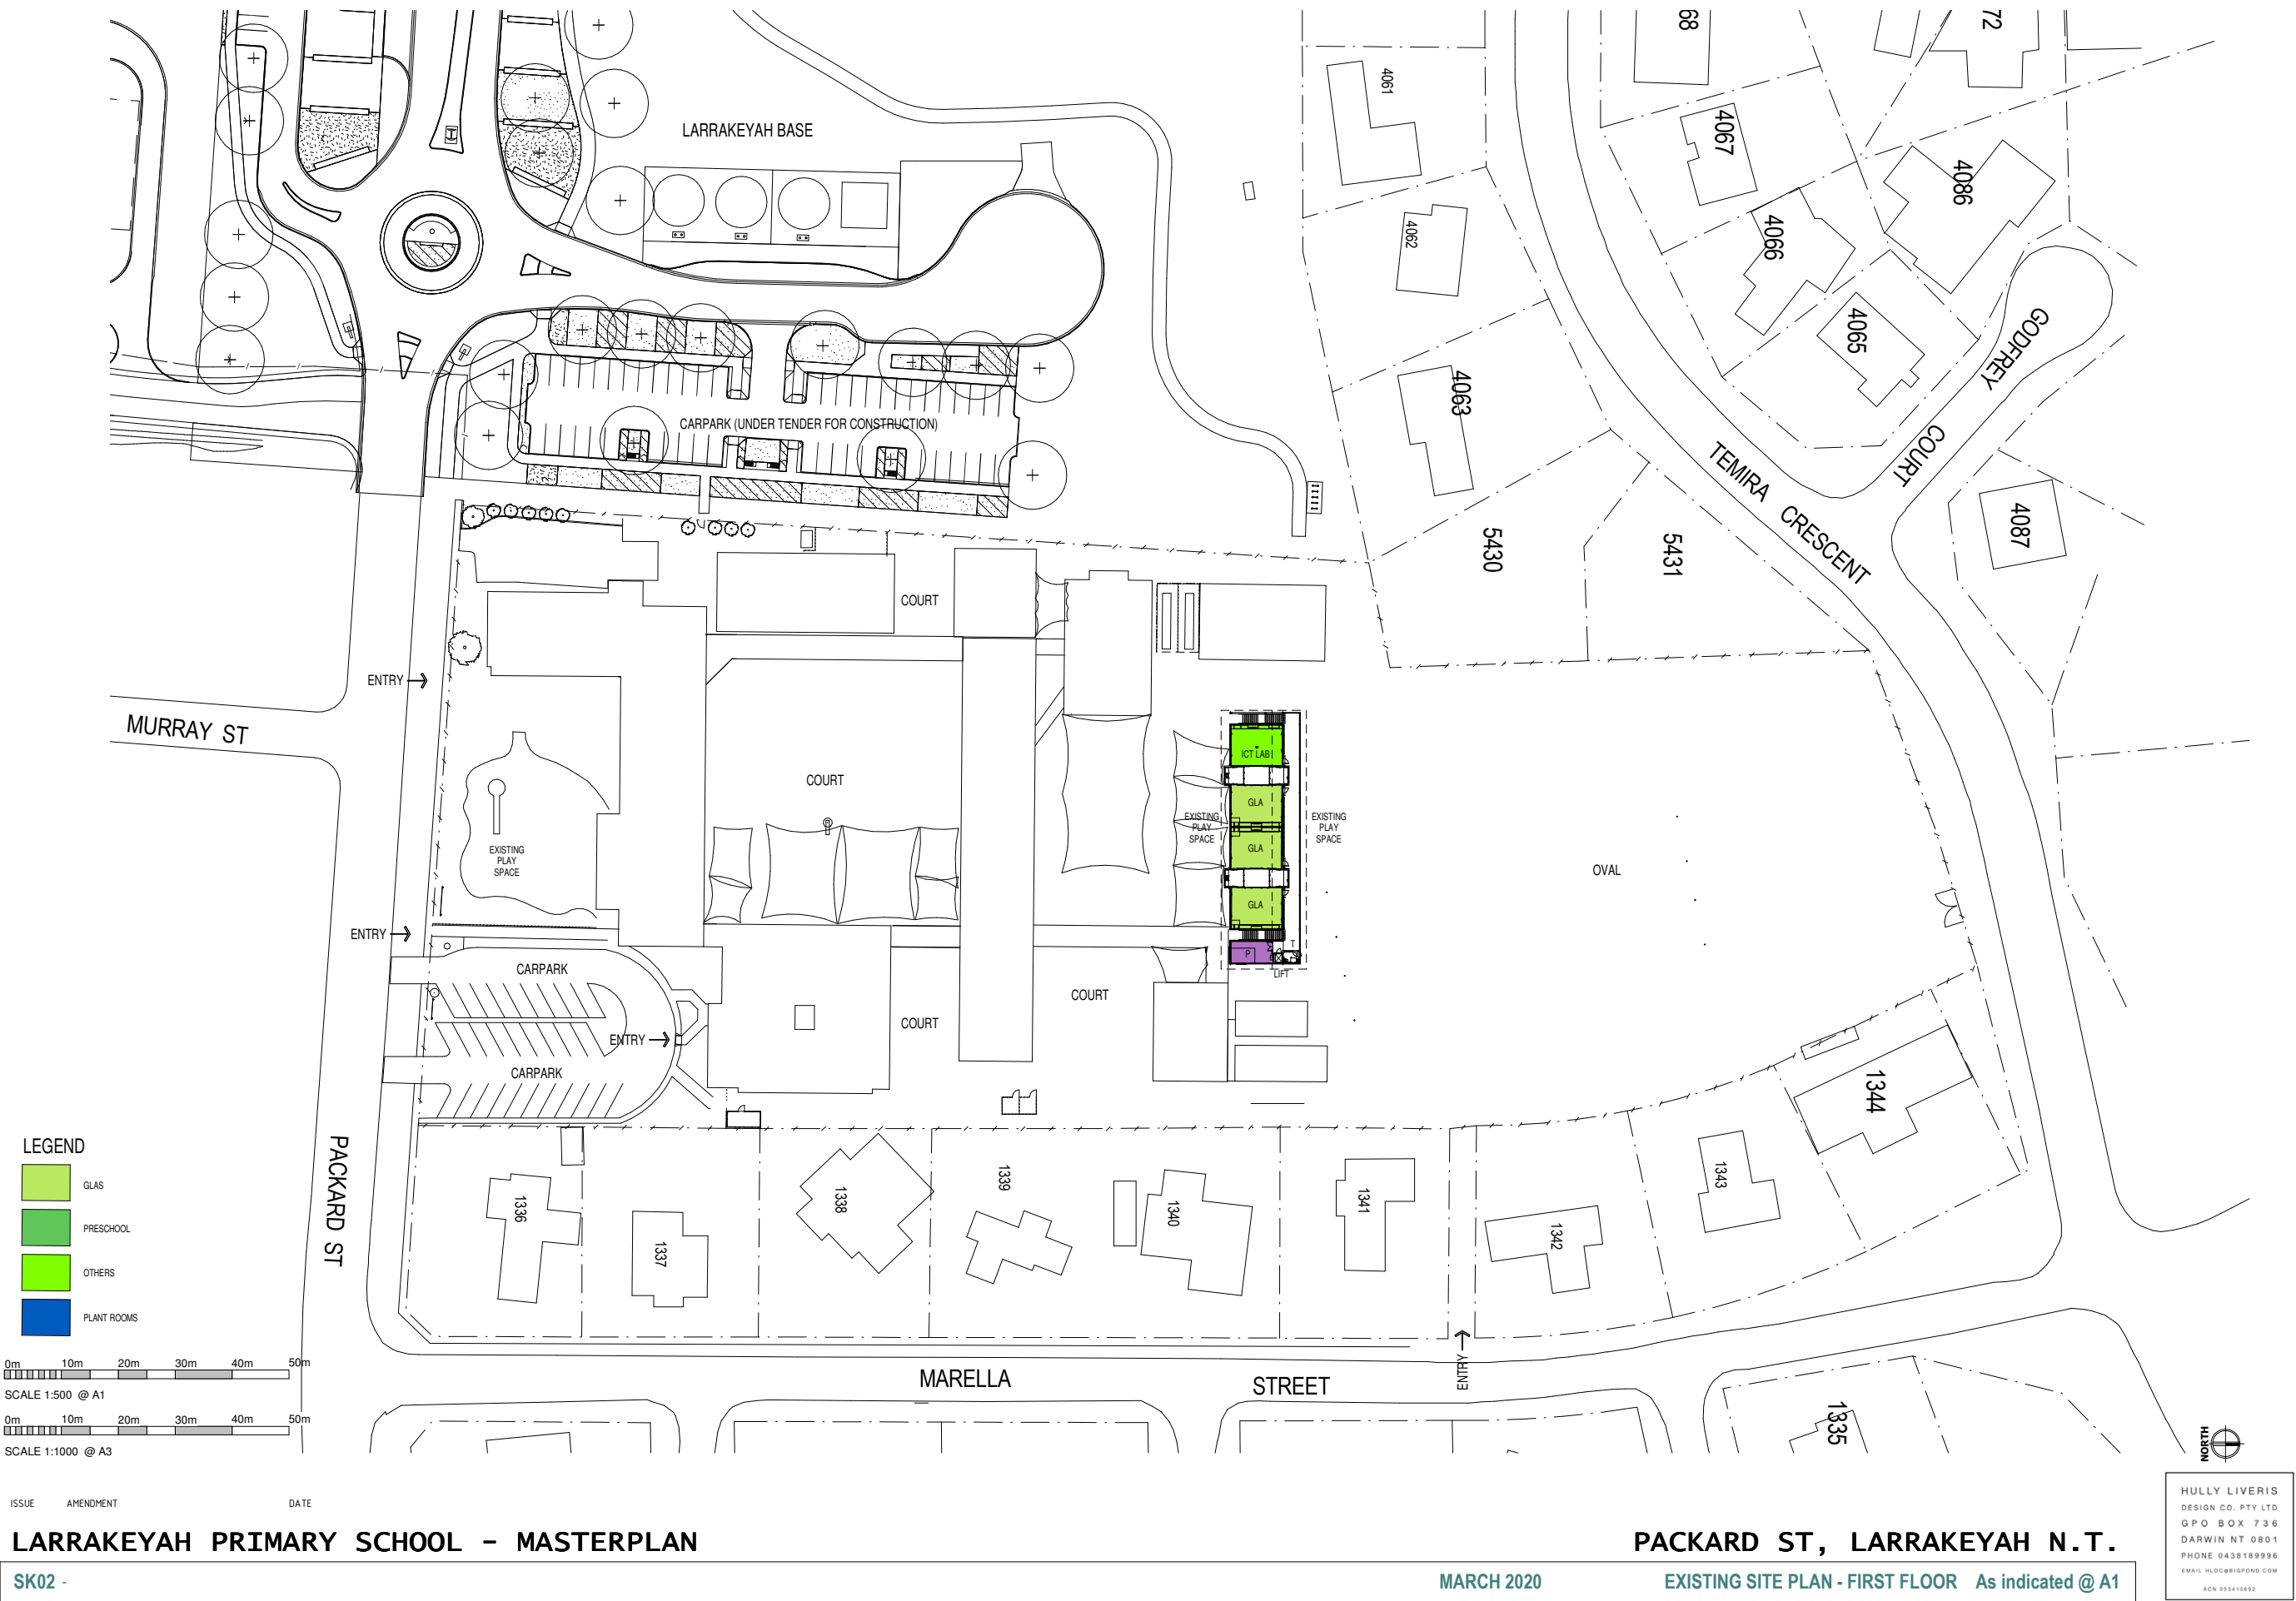 68
72
4061
LARRAKEYAH BASE
4067
4086
4062
4066
4065
GODFREY
COURT
4063
CARPARK (UNDER TENDER FOR CONSTRUCTION)
TEMIRA CRESCENT
4087
5430
5431
COURT
ENTRY
MURRAY ST
ICT LAB
COURT
GLA
EXISTING
PLAY
SPACE
EXISTING
PLAY
SPACE
GLA
EXISTING
PLAY
SPACE
OVAL
GLA
ENTRY
T
P
LIFT
CARPARK
COURT
COURT
ENTRY
CARPARK
1344
LEGEND
GLAS
PRESCHOOL
OTHERS
PLANT ROOMS
PACKARD ST
1336
1337
1338
1339
1340
1341
1342
1343
0m 10m 20m 30m 40m 50m
SCALE 1:500 @ A1
0m 10m 20m 30m 40m 50m
SCALE 1:1000 @ A3
MARELLA STREET
ENTRY
1335
NORTH
ISSUE AMENDMENT DATE
LARRAKEYAH PRIMARY SCHOOL - MASTERPLAN
PACKARD ST, LARRAKEYAH N.T.
SK02 -
MARCH 2020
EXISTING SITE PLAN - FIRST FLOOR As indicated @ A1
HULLY LIVERIS
DESIGN CO. PTY LTD
GPO BOX 736
DARWIN NT 0801
PHONE 0438189996
EMAIL HLDC@BIGPOND.COM
ACN 053410692